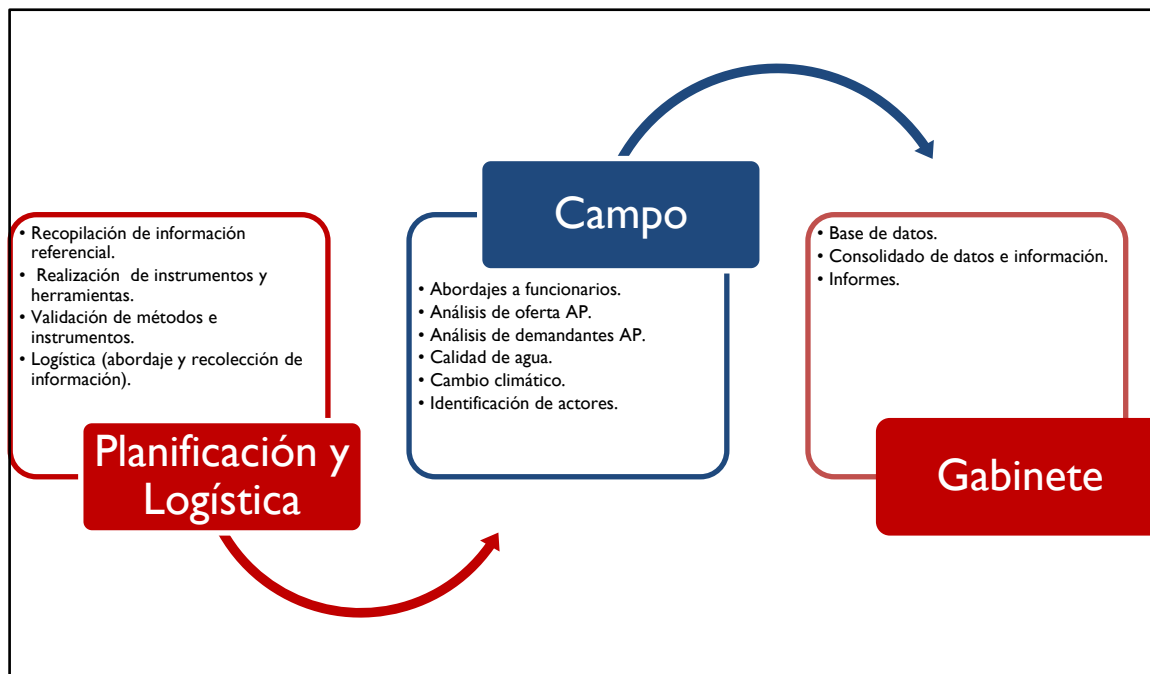 • Recopilación de información
referencial.
• Realización de instrumentos y
herramientas.
• Validación de métodos e
instrumentos.
• Logística (abordaje y recolección de
información).
Planificación y
Logística
Campo
• Abordajes a funcionarios.
• Análisis de oferta AP.
• Análisis de demandantes AP.
• Calidad de agua.
• Cambio climático.
• Identificación de actores.
• Base de datos.
• Consolidado de datos e información.
• Informes.
Gabinete